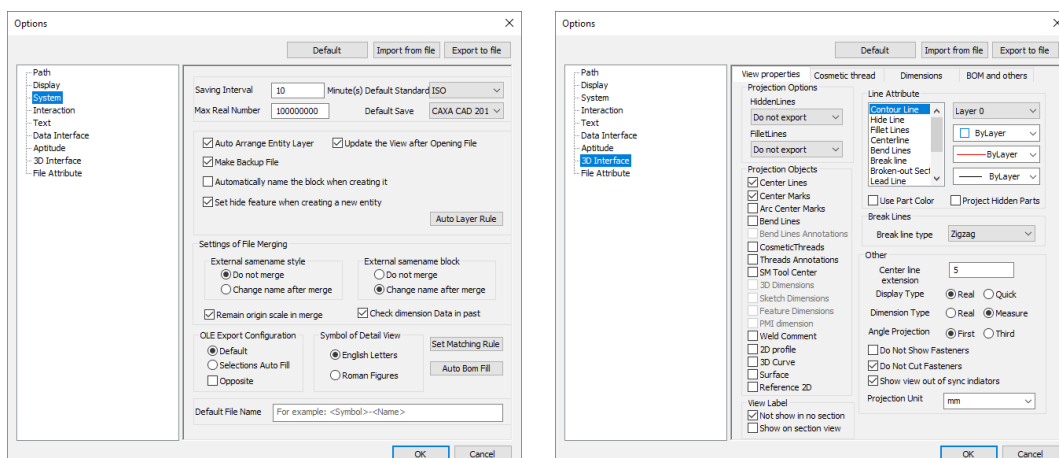 Options
Default Import from file Export to file
Path
Display
System
Interaction
Text
Data Interface
Aptitude
3D Interface
File Attribute
Saving Interval 10 Minute(s) Default Standard ISO
Max Real Number 100000000 Default Save CAXA CAD 201
Auto Arrange Entity Layer Update the View after Opening File
Make Backup File
Automatically name the block when creating it
Set hide feature when creating a new entity
Auto Layer Rule
Settings of File Merging
External samename style External samename block
Do not merge Do not merge
Change name after merge Change name after merge
Remain origin scale in merge Check dimension Data in past
OLE Export Configuration Symbol of Detail View
Default English Letters Set Matching Rule
Selections Auto Fill Roman Figures Auto Bom Fill
Opposite
Default File Name For example: <Symbol>-<Name>
OK Cancel
Options
Default Import from file Export to file
Path
Display
System
Interaction
Text
Data Interface
Aptitude
3D Interface
File Attribute
View properties Cosmetic thread Dimensions BOM and others
Projection Options
HiddenLines
Do not export
FilletLines
Do not export
Projection Objects
Center Lines
Center Marks
Arc Center Marks
Bend Lines
Bend Lines Annotations
CosmeticThreads
Threads Annotations
SM Tool Center
3D Dimensions
Sketch Dimensions
Feature Dimensions
PMI dimension
Weld Comment
2D profile
3D Curve
Surface
Reference 2D
View Label
Not show in no section
Show on section view
Line Attribute
Contour Line
Hide Line
Fillet Lines
Centerline
Bend Lines
Break line
Broken-out Sect
Lead Line
Layer 0
ByLayer
ByLayer
ByLayer
Use Part Color Project Hidden Parts
Break Lines
Break line type Zigzag
Other
Center line extension 5
Display Type Real Quick
Dimension Type Real Measure
Angle Projection First Third
Do Not Show Fasteners
Do Not Cut Fasteners
Show view out of sync indiators
Projection Unit mm
OK Cancel